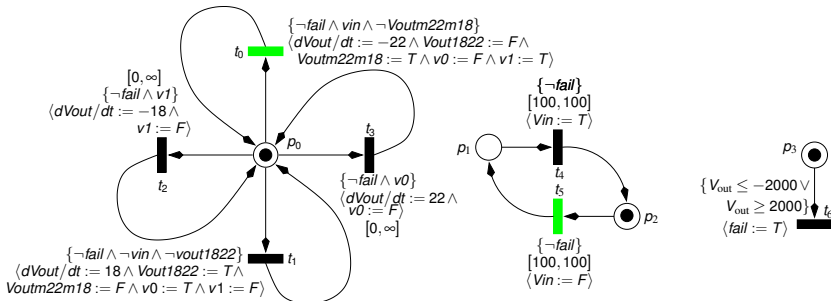 {¬fail ∧ vin ∧ ¬Voutm22m18}
⟨dVout/dt := −22 ∧ Vout1822 := F∧
Voutm22m18 := T ∧ v0 := F ∧ v1 := T⟩
t0
[0, ∞]
{¬fail ∧ v1}
⟨dVout/dt := −18∧
v1 := F⟩
t2
p0
t3
{¬fail ∧ v0}
⟨dVout/dt := 22 ∧
v0 := F⟩
[0, ∞]
{¬fail ∧ ¬vin ∧ ¬vout1822}
⟨dVout/dt := 18 ∧ Vout1822 := T∧
Voutm22m18 := F ∧ v0 := T ∧ v1 := F⟩
t1
{¬fail}
[100, 100]
⟨Vin := T⟩
p1
t4
t5
p2
{¬fail}
[100, 100]
⟨Vin := F⟩
p3
{Vout ≤ −2000 ∨
Vout ≥ 2000}
⟨fail := T⟩
t6